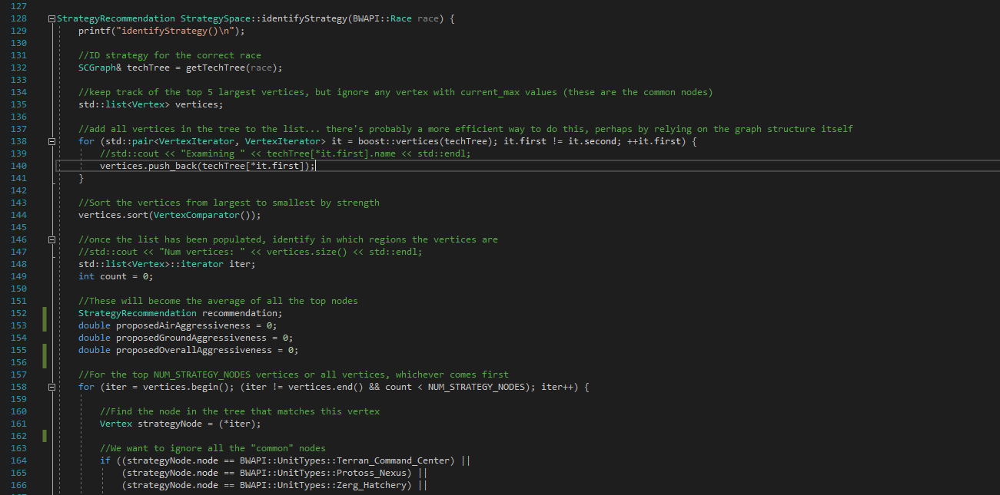 127
128 StrategyRecommendation StrategySpace::identifyStrategy(BWAPI::Race race) {
129 printf("identifyStrategy()\n");
130
131 //ID strategy for the correct race
132 SCGraph& techTree = getTechTree(race);
133
134 //keep track of the top 5 largest vertices, but ignore any vertex with current_max values (these are the common nodes)
135 std::list<Vertex> vertices;
136
137 //add all vertices in the tree to the list... there's probably a more efficient way to do this, perhaps by relying on the graph structure itself
138 for (std::pair<VertexIterator, VertexIterator> it = boost::vertices(techTree); it.first != it.second; ++it.first) {
139 //std::cout << "Examining " << techTree[*it.first].name << std::endl;
140 vertices.push_back(techTree[*it.first]);
141 }
142
143 //Sort the vertices from largest to smallest by strength
144 vertices.sort(VertexComparator());
145
146 //once the list has been populated, identify in which regions the vertices are
147 //std::cout << "Num vertices: " << vertices.size() << std::endl;
148 std::list<Vertex>::iterator iter;
149 int count = 0;
150
151 //These will become the average of all the top nodes
152 StrategyRecommendation recommendation;
153 double proposedAirAggressiveness = 0;
154 double proposedGroundAggressiveness = 0;
155 double proposedOverallAggressiveness = 0;
156
157 //For the top NUM_STRATEGY_NODES vertices or all vertices, whichever comes first
158 for (iter = vertices.begin(); (iter != vertices.end() && count < NUM_STRATEGY_NODES); iter++) {
159
160 //Find the node in the tree that matches this vertex
161 Vertex strategyNode = (*iter);
162
163 //We want to ignore all the "common" nodes
164 if ((strategyNode.node == BWAPI::UnitTypes::Terran_Command_Center) ||
165 (strategyNode.node == BWAPI::UnitTypes::Protoss_Nexus) ||
166 (strategyNode.node == BWAPI::UnitTypes::Zerg_Hatchery) ||